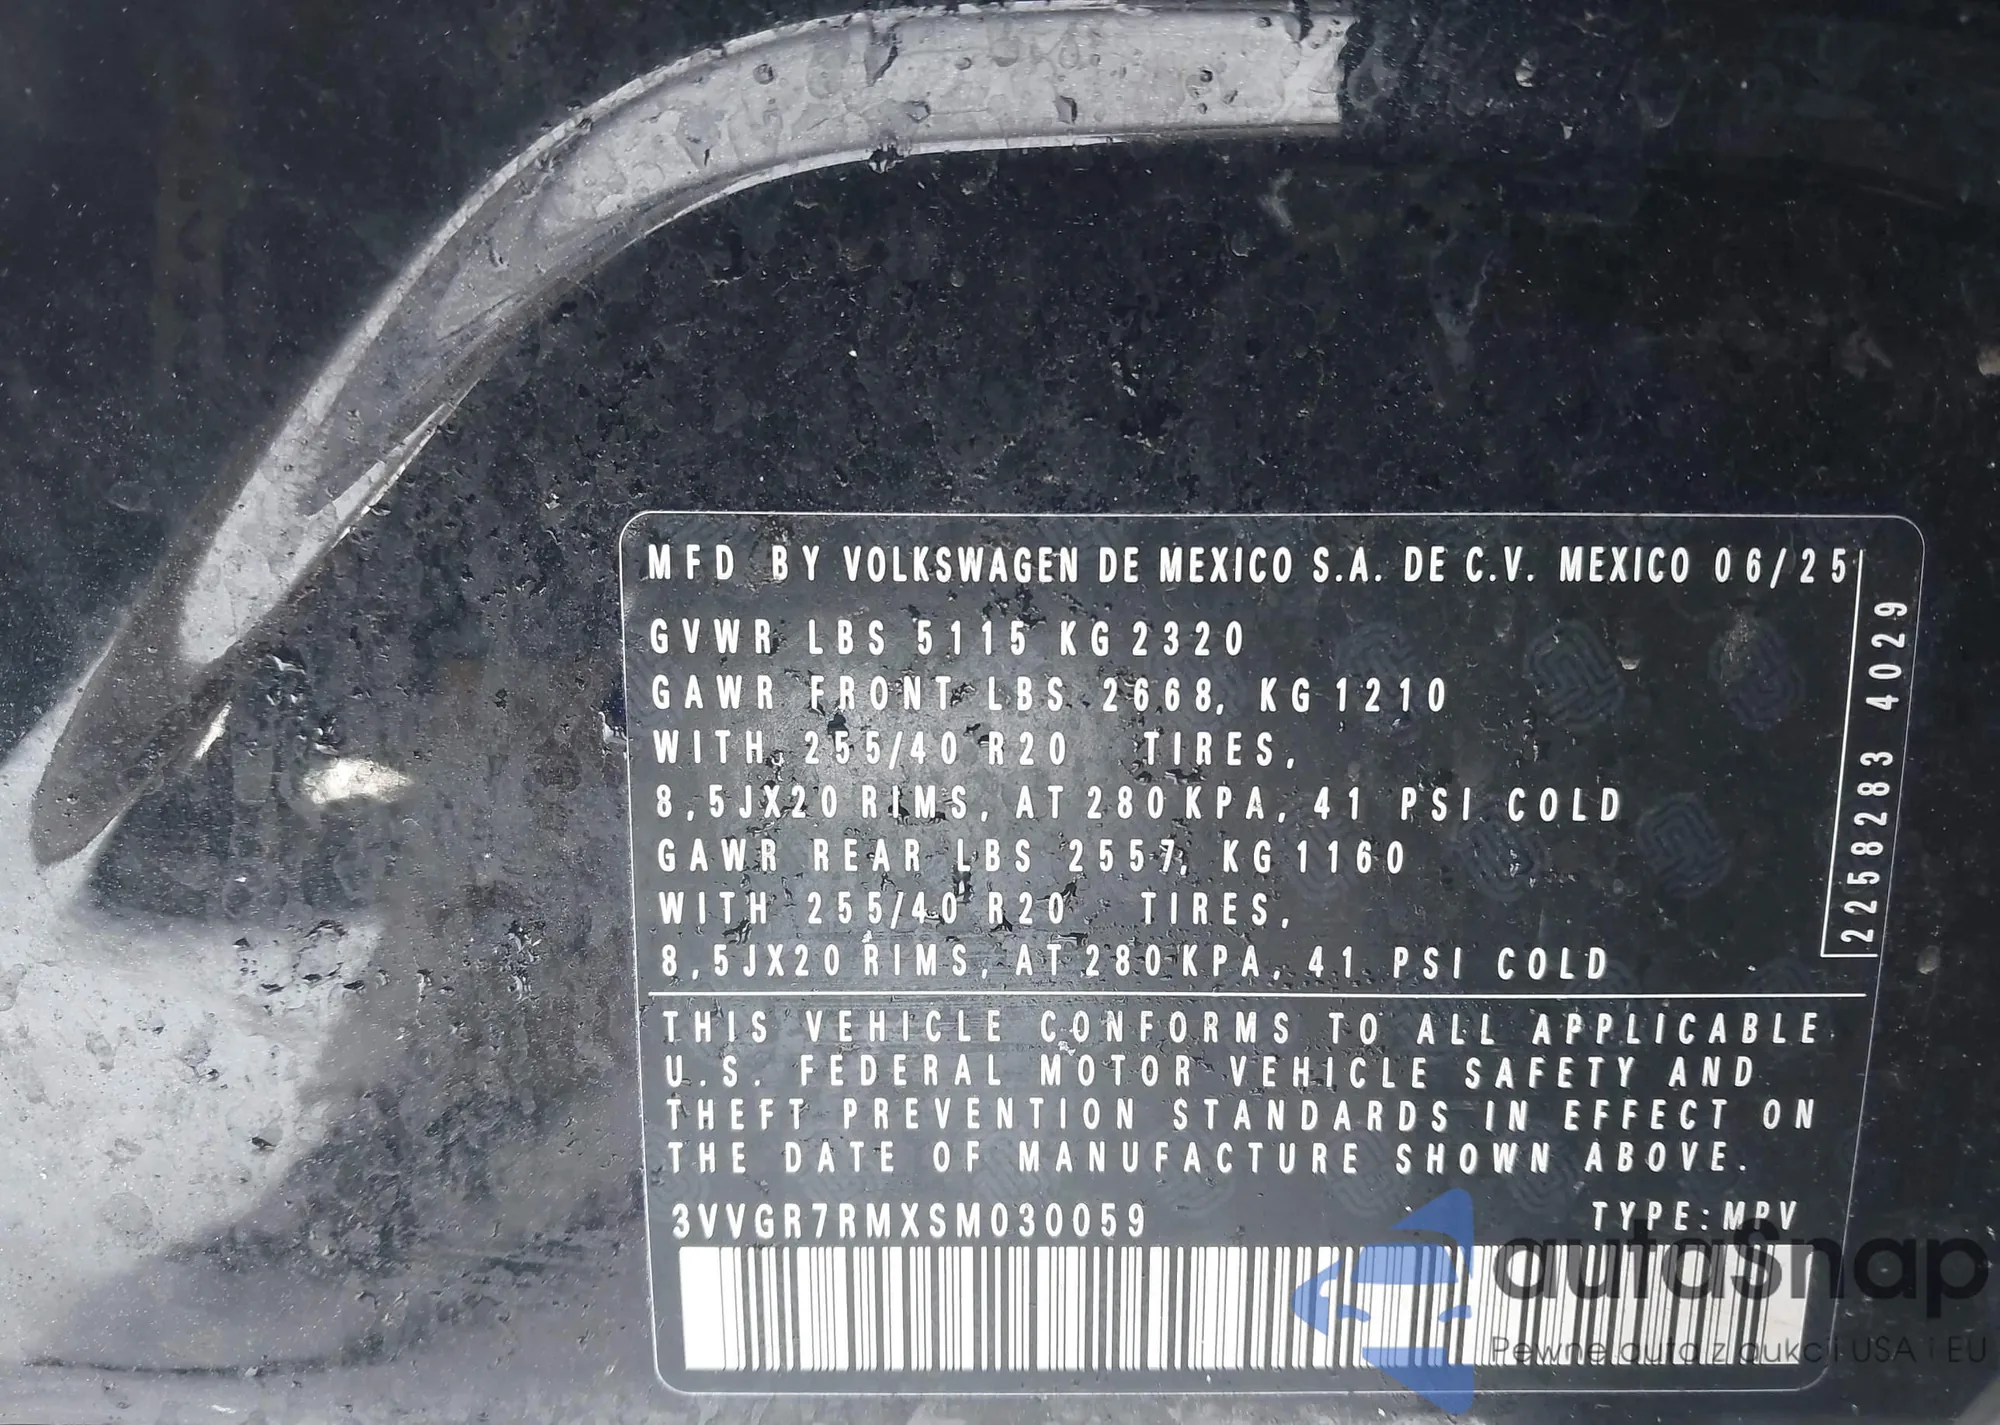 MFD BY VOLKSWAGEN DE MEXICO S.A. DE C.V. MEXICO 06/25
GVWR LBS 5115 KG 2320
GAWR FRONT LBS 2668, KG 1210
WITH 255/40 R20 TIRES,
8,5JX20 RIMS, AT 280 KPA, 41 PSI COLD
GAWR REAR LBS 2557, KG 1160
WITH 255/40 R20 TIRES,
8,5JX20 RIMS, AT 280 KPA, 41 PSI COLD
2258283 4029
THIS VEHICLE CONFORMS TO ALL APPLICABLE
U.S. FEDERAL MOTOR VEHICLE SAFETY AND
THEFT PREVENTION STANDARDS IN EFFECT ON
THE DATE OF MANUFACTURE SHOWN ABOVE.
3VVGR7RMXSM030059 TYPE:MPV
autaSnap
Pewne auta z aukcji USA i EU